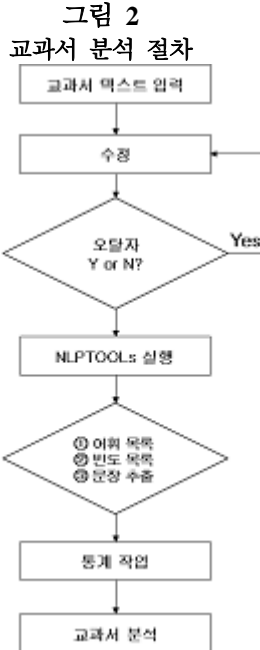 그림 2
교과서 분석 절차
교과서 텍스트 입력
수정
오탈자
Y or N?
Yes
NLPTOOLs 실행
① 어휘 목록
② 빈도 목록
③ 문장 추출
통계 작업
교과서 분석